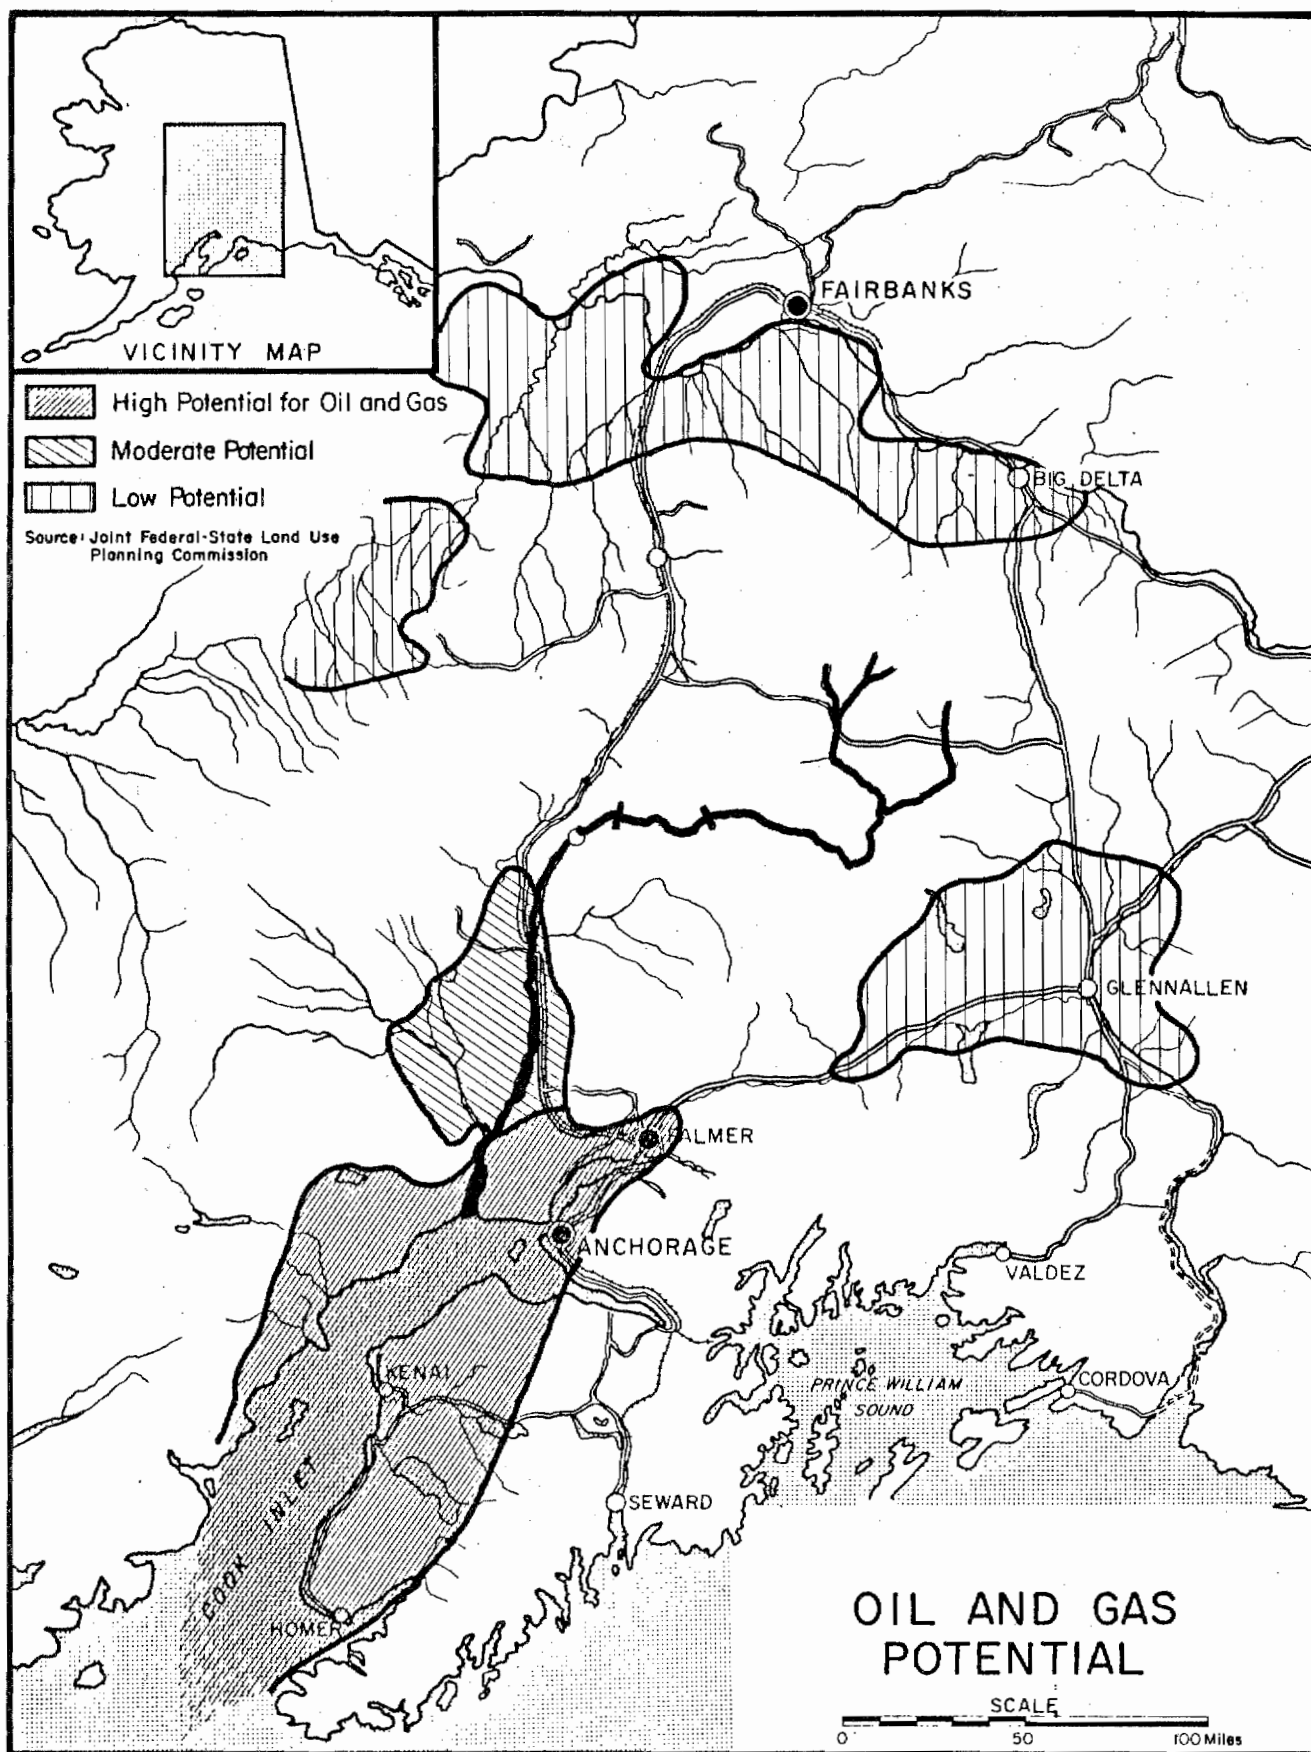 VICINITY MAP
High Potential for Oil and Gas
Moderate Potential
Low Potential
Source: Joint Federal-State Land Use
Planning Commission
FAIRBANKS
BIG DELTA
GLENNALLEN
PALMER
ANCHORAGE
VALDEZ
KENAI
PRINCE WILLIAM
SOUND
CORDOVA
COOK INLET
SEWARD
HOMER
OIL AND GAS
POTENTIAL
SCALE
0 50 100 Miles